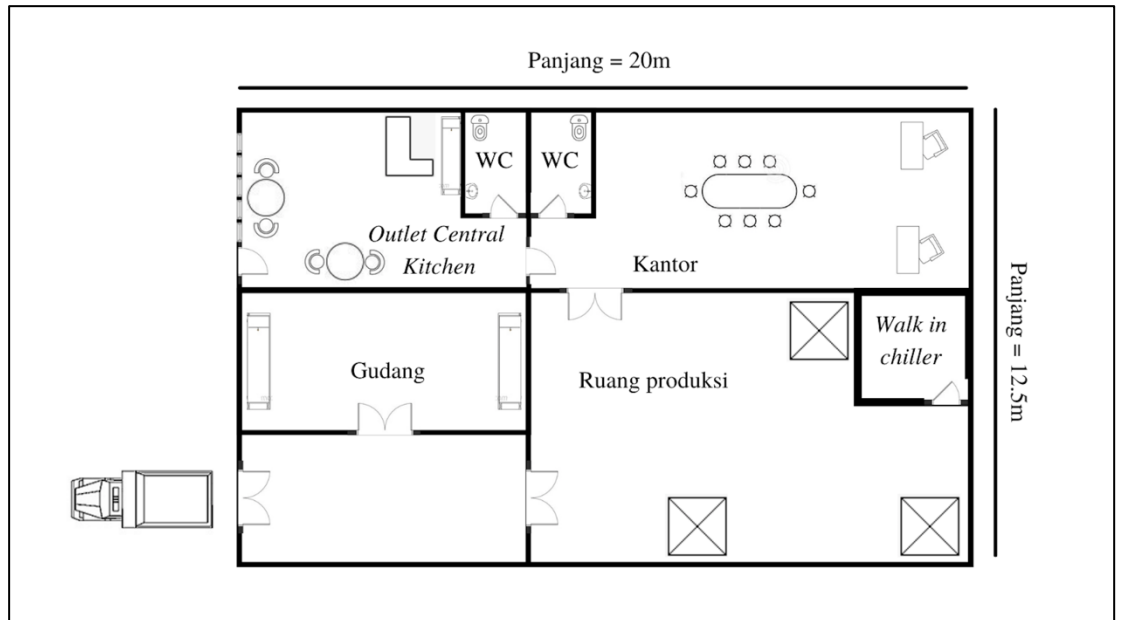 Panjang = 20m
WC
WC
Outlet Central
Kitchen
Kantor
Panjang = 12.5m
Walk in
chiller
Gudang
Ruang produksi